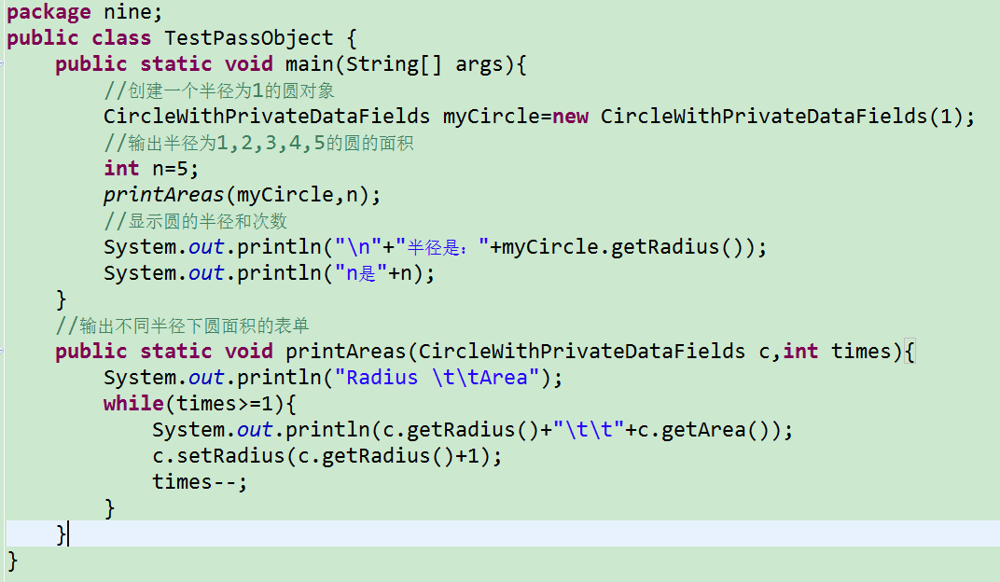 package nine;
public class TestPassObject {
    public static void main(String[] args){
        //创建一个半径为1的圆对象
        CircleWithPrivateDataFields myCircle=new CircleWithPrivateDataFields(1);
        //输出半径为1,2,3,4,5的圆的面积
        int n=5;
        printAreas(myCircle,n);
        //显示圆的半径和次数
        System.out.println("\n"+"半径是："+myCircle.getRadius());
        System.out.println("n是"+n);
    }
    //输出不同半径下圆面积的表单
    public static void printAreas(CircleWithPrivateDataFields c,int times){
        System.out.println("Radius \t\tArea");
        while(times>=1){
            System.out.println(c.getRadius()+"\t\t"+c.getArea());
            c.setRadius(c.getRadius()+1);
            times--;
        }
    }
}